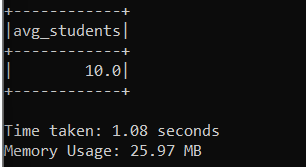 +------------+
|avg_students|
+------------+
|        10.0|
+------------+
Time taken: 1.08 seconds
Memory Usage: 25.97 MB